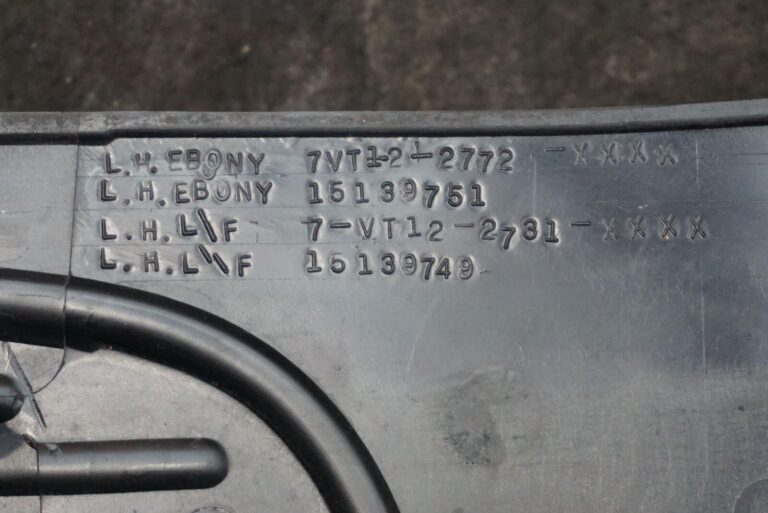 L.H.EBONY 7VT12-2772 -XXXX
L.H.EBONY 15139751
L.H.L\F 7-VT12-2731-XXXX
L.H.L\F 15139749